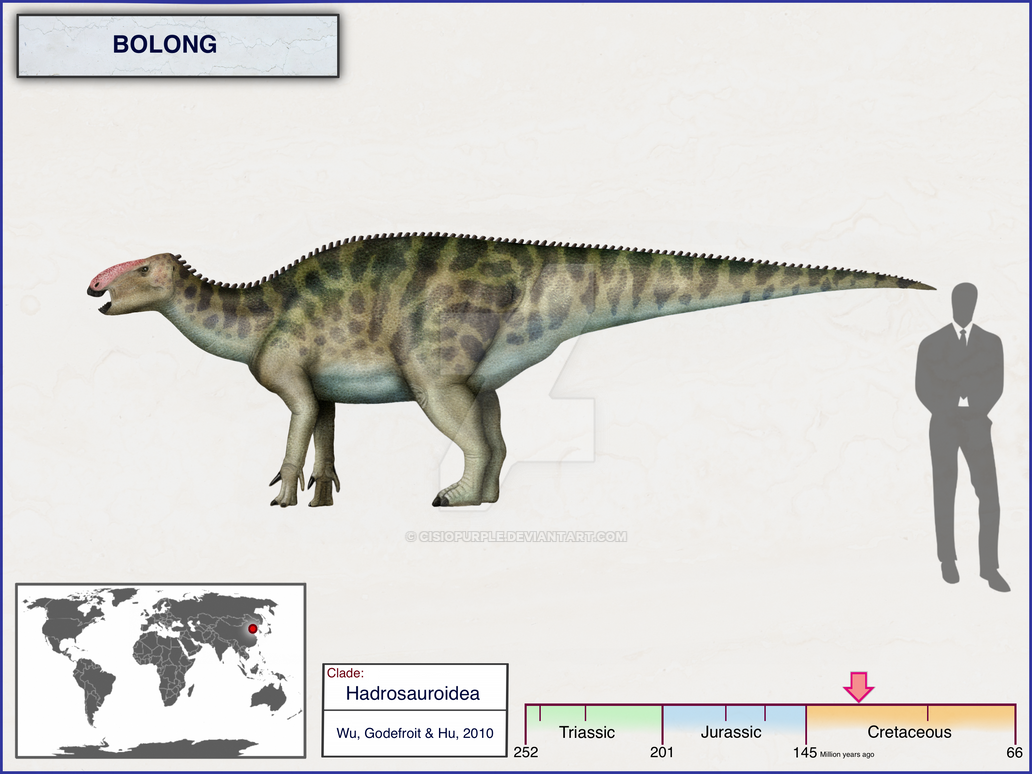 BOLONG
© CISIOPURPLE.DEVIANTART.COM
Clade:
Hadrosauroidea
Wu, Godefroit & Hu, 2010
Triassic
Jurassic
Cretaceous
252
201
145 Million years ago
66